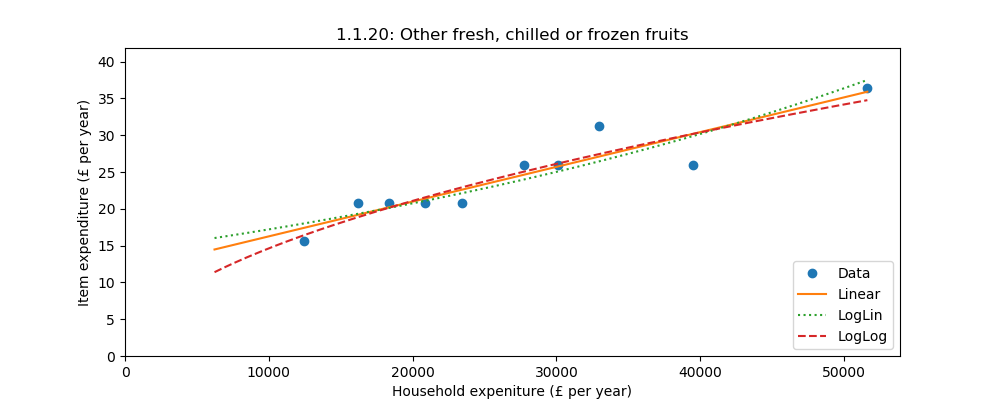 1.1.20: Other fresh, chilled or frozen fruits
Item expenditure (£ per year)
40
35
30
25
20
15
10
5
0
0 10000 20000 30000 40000 50000
Household expeniture (£ per year)
Data
Linear
LogLin
LogLog